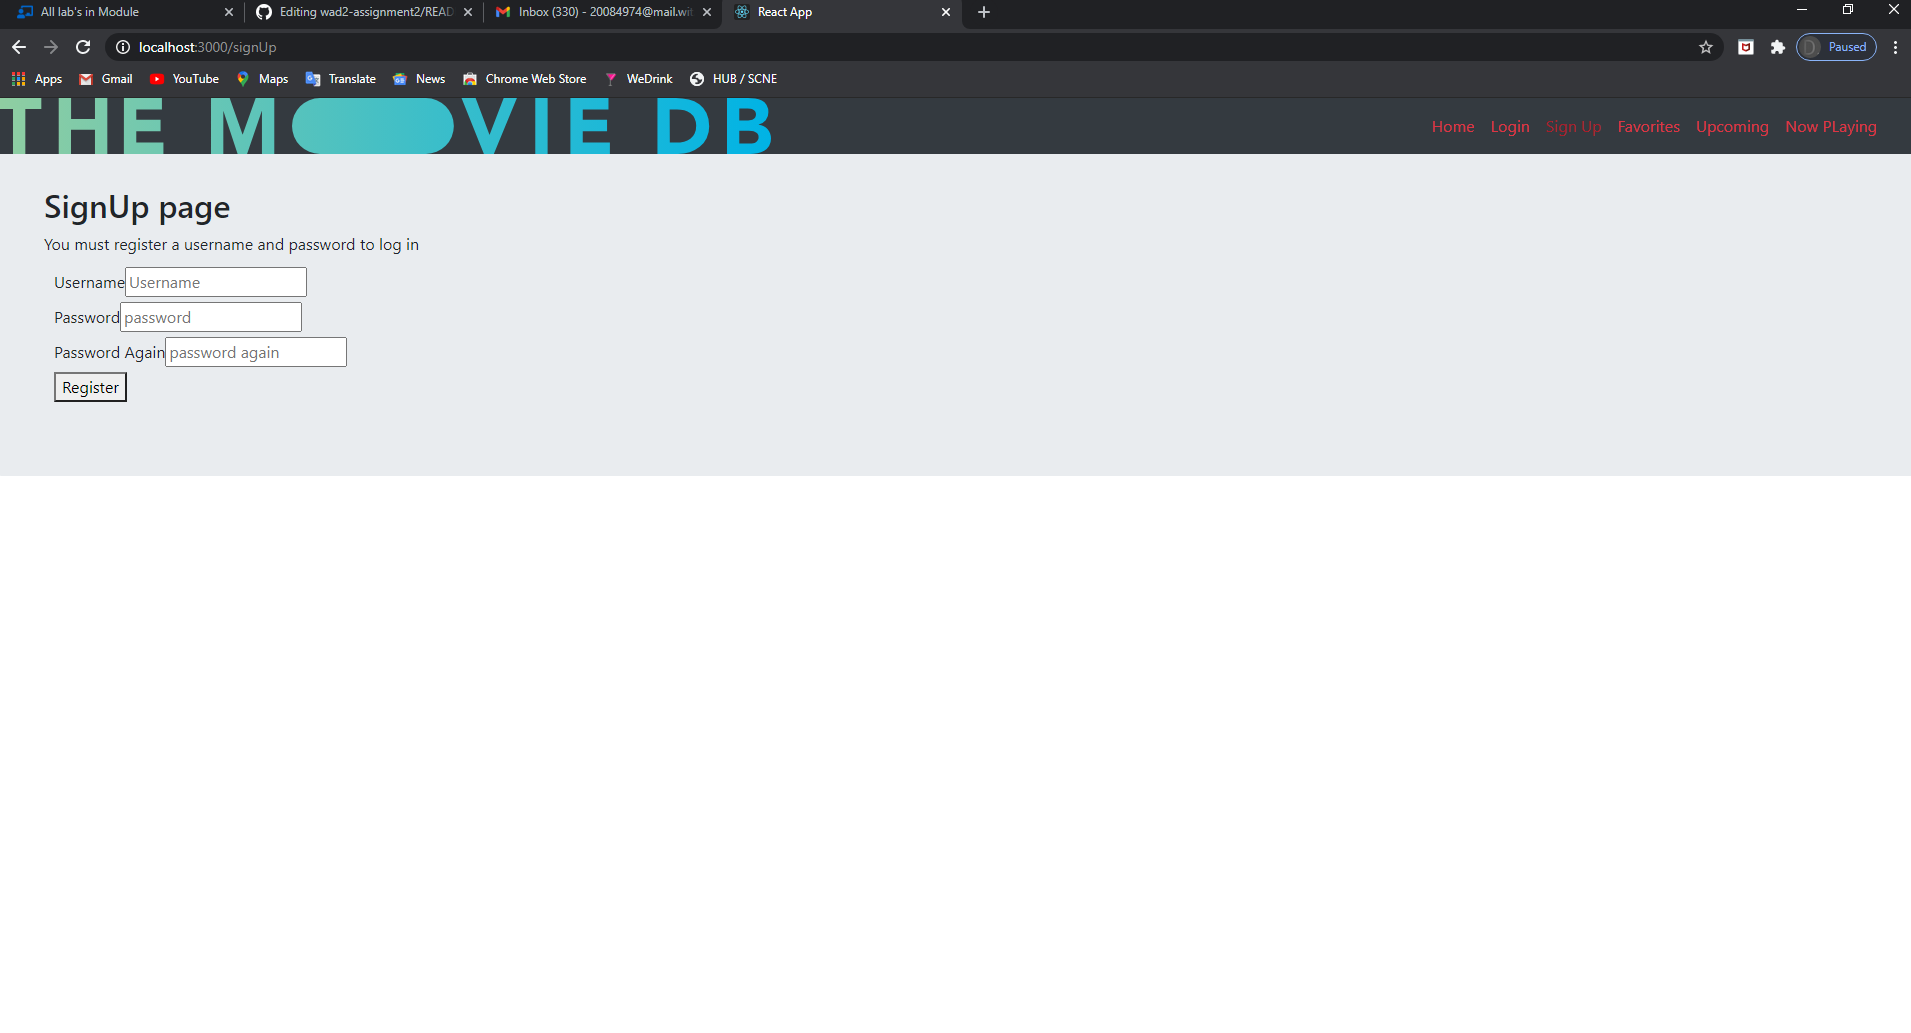 All lab's in Module
Editing wad2-assignment2/READ
Inbox (330) - 20084974@mail.wit
React App
localhost:3000/signUp
D Paused
Apps Gmail YouTube Maps Translate News Chrome Web Store WeDrink HUB / SCNE
THE M VIE DB
Home Login Sign Up Favorites Upcoming Now PLaying
SignUp page
You must register a username and password to log in
Username Username
Password password
Password Again password again
Register